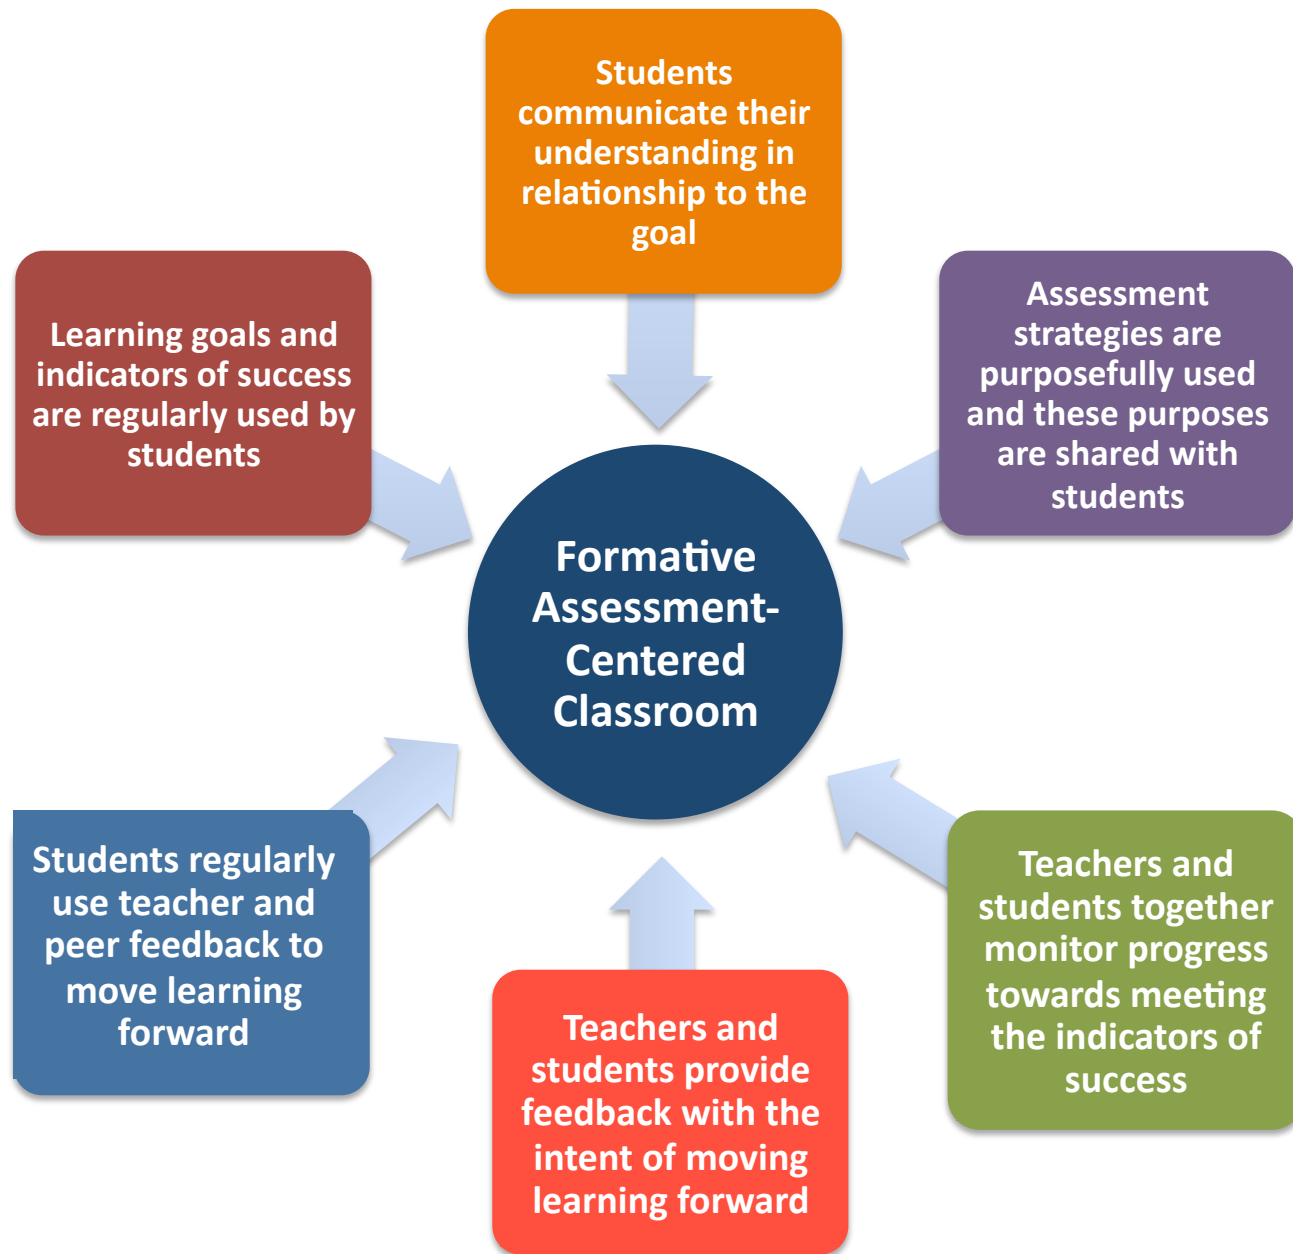 Students
communicate their
understanding in
relationship to the
goal
Learning goals and
indicators of success
are regularly used by
students
Assessment
strategies are
purposefully used
and these purposes
are shared with
students
Formative
Assessment-
Centered
Classroom
Students regularly
use teacher and
peer feedback to
move learning
forward
Teachers and
students together
monitor progress
towards meeting
the indicators of
success
Teachers and
students provide
feedback with the
intent of moving
learning forward